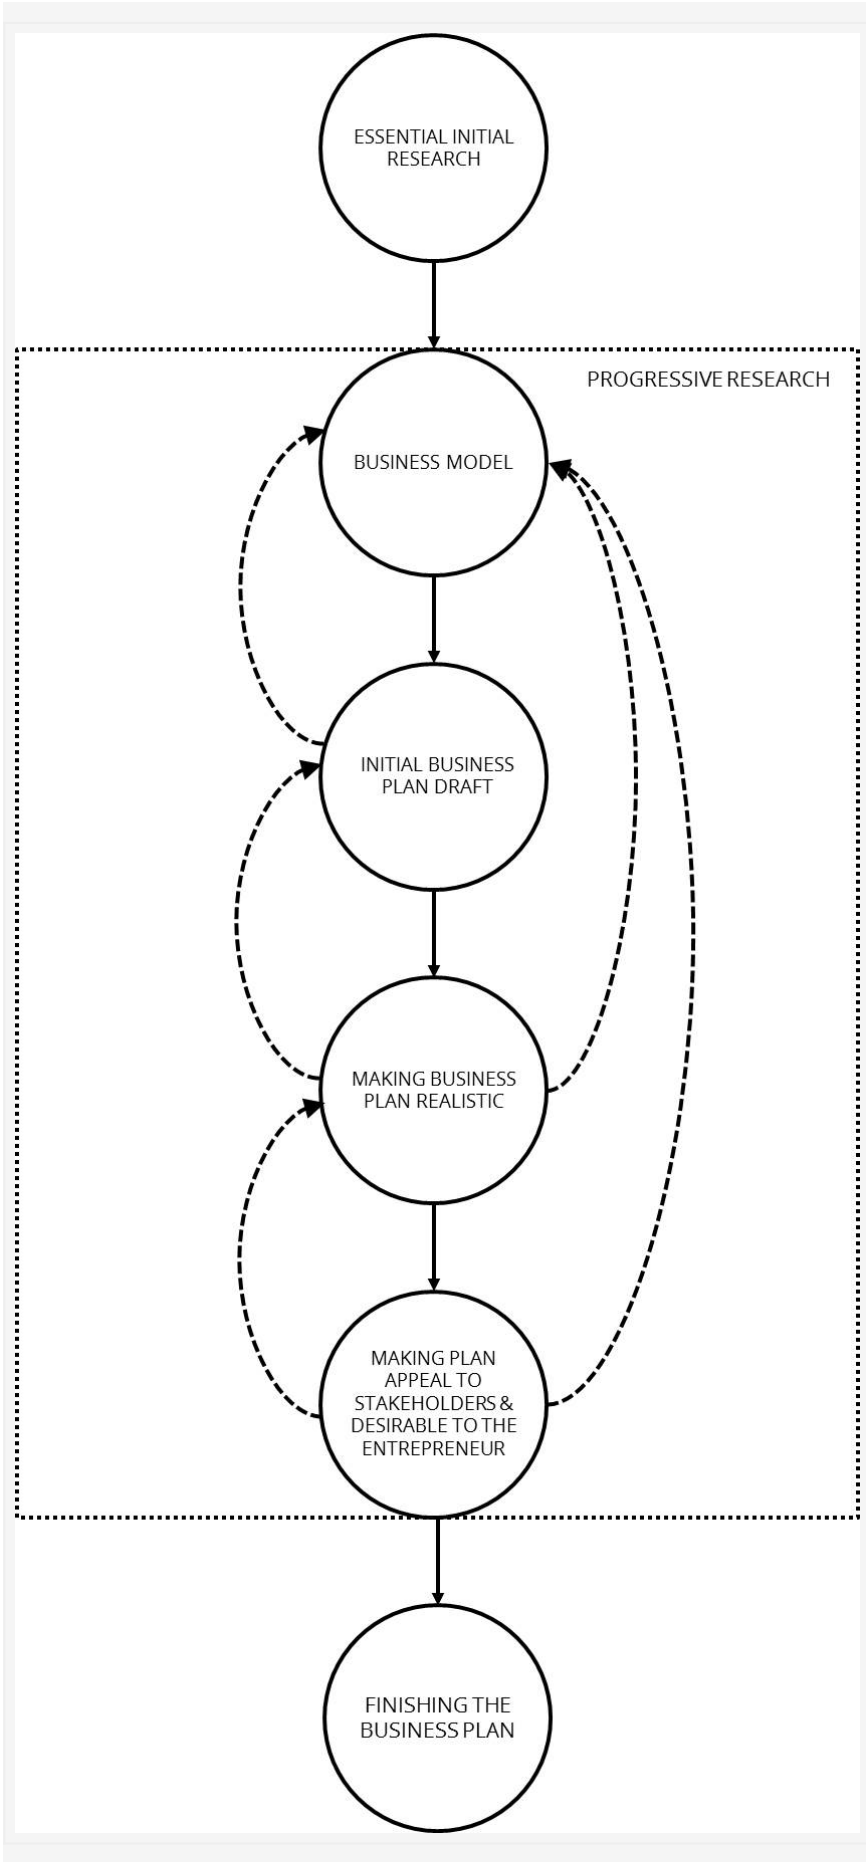 ESSENTIAL INITIAL
RESEARCH
PROGRESSIVE RESEARCH
BUSINESS MODEL
INITIAL BUSINESS
PLAN DRAFT
MAKING BUSINESS
PLAN REALISTIC
MAKING PLAN
APPEAL TO
STAKEHOLDERS &
DESIRABLE TO THE
ENTREPRENEUR
FINISHING THE
BUSINESS PLAN